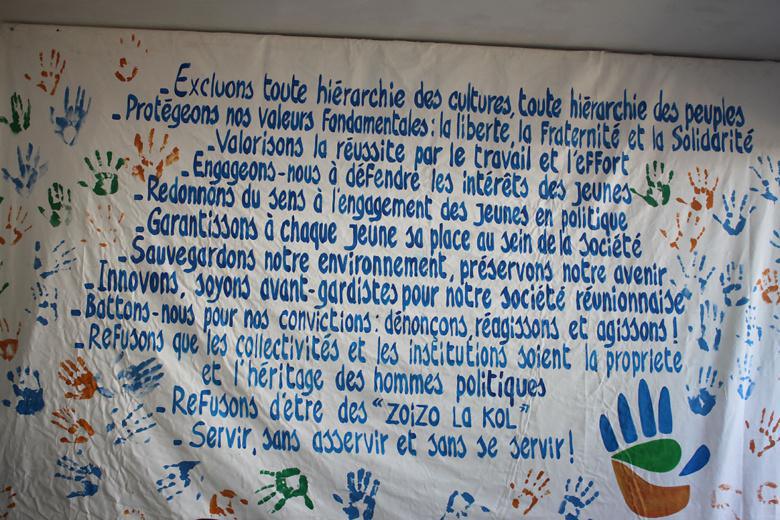 - Excluons toute hiérarchie des cultures, toute hiérarchie des peuples
- Protégeons nos valeurs Fondamentales : la liberte, la Fraternité et la Solidarité
- Valorisons la réussite par le travail et l'eFFort
- Engageons-nous à déFendre les intérêts des jeunes
- Redonnons du sens à l'engagement des jeunes en politique
- Garantissons à chaque jeune sa place au sein de la société
- Sauvegardons notre environnement, préservons notre avenir
- Innovons, soyons avant-gardistes pour notre société réunionnaise
- Battons-nous pour nos convictions : dénonçons, réagissons et agissons !
- ReFusons que les collectivités et les institutions soient la propriete
et l'héritage des hommes politiques
- ReFusons d'être des "ZOiZO La KOL"
- Servir, sans asservir et sans se servir !